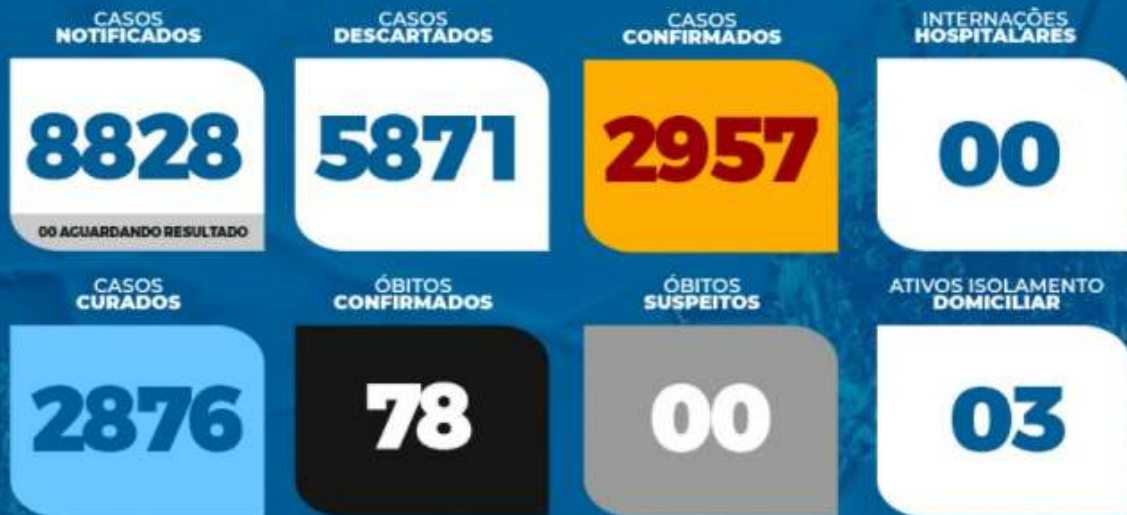 CASOS
NOTIFICADOS
8828
00 AGUARDANDO RESULTADO
CASOS
DESCARTADOS
5871
CASOS
CONFIRMADOS
2957
INTERNAÇÕES
HOSPITALARES
00
CASOS
CURADOS
2876
ÓBITOS
CONFIRMADOS
78
ÓBITOS
SUSPEITOS
00
ATIVOS ISOLAMENTO
DOMICILIAR
03